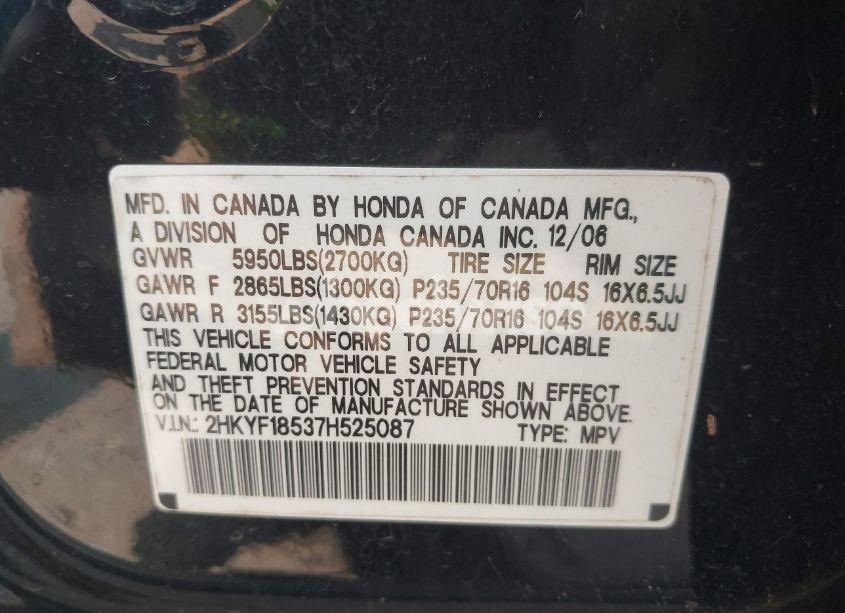 MFD. IN CANADA BY HONDA OF CANADA MFG.,
A DIVISION OF HONDA CANADA INC. 12/06
GVWR 5950LBS(2700KG) TIRE SIZE RIM SIZE
GAWR F 2865LBS(1300KG) P235/70R16 104S 16X6.5JJ
GAWR R 3155LBS(1430KG) P235/70R16 104S 16X6.5JJ
THIS VEHICLE CONFORMS TO ALL APPLICABLE
FEDERAL MOTOR VEHICLE SAFETY
AND THEFT PREVENTION STANDARDS IN EFFECT
ON THE DATE OF MANUFACTURE SHOWN ABOVE.
V.I.N.: 2HKYF18537H525087 TYPE: MPV